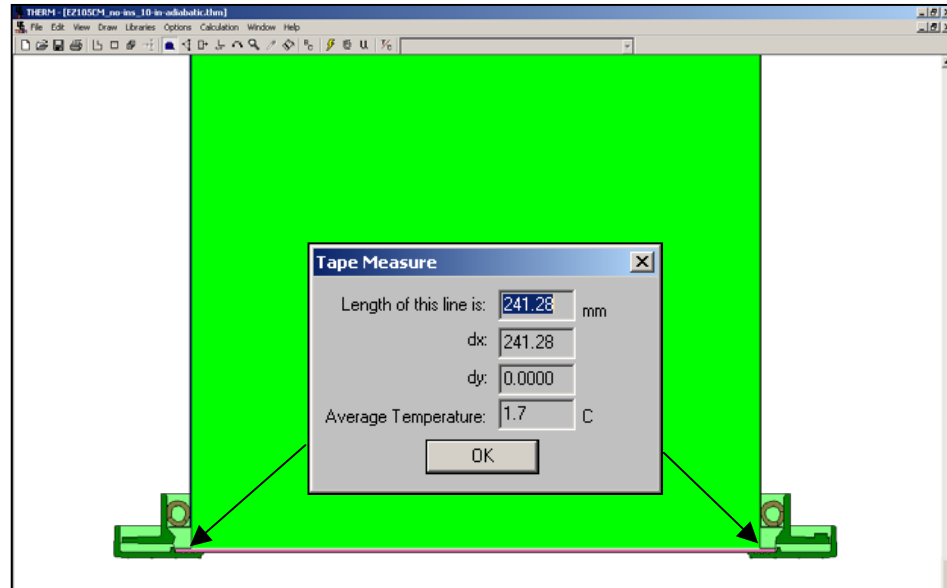 THERM - [EZ10SCM_no-ins_10-in-adiabatic.thm]
File Edit View Draw Libraries Options Calculation Window Help
Tape Measure
Length of this line is: 241.28 mm
dx: 241.28
dy: 0.0000
Average Temperature: 1.7 C
OK